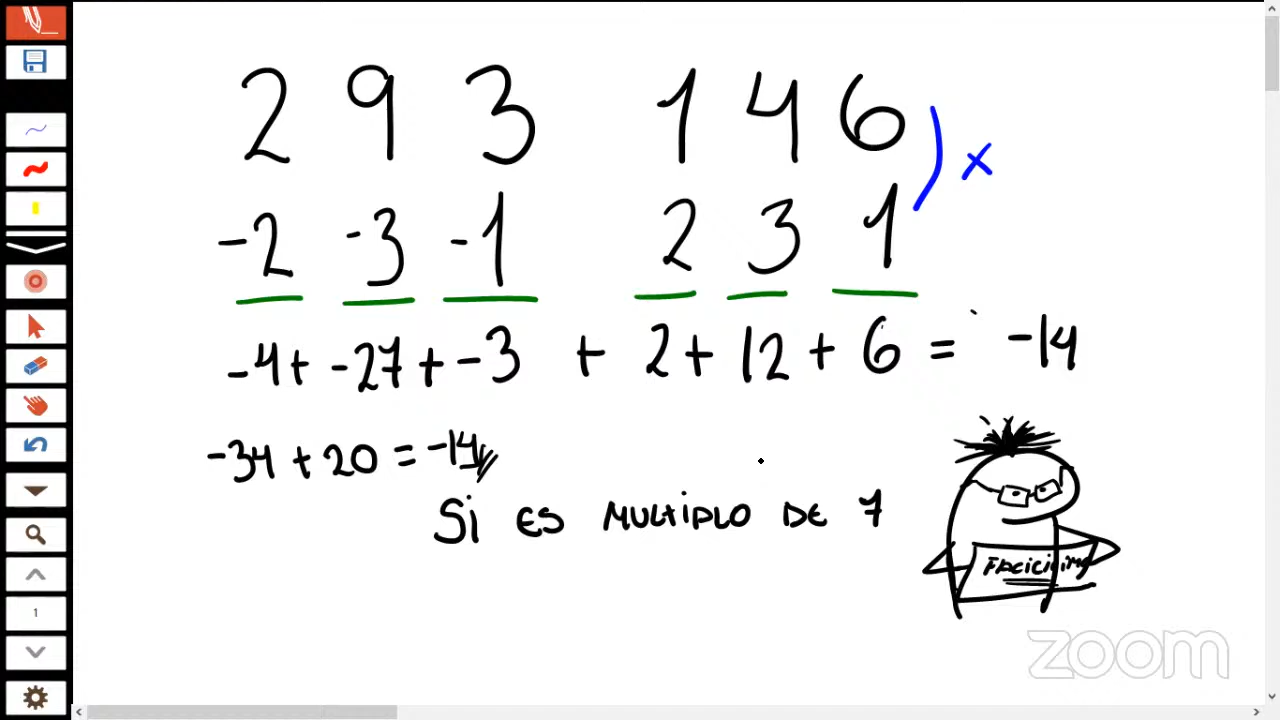 2 9 3 1 4 6
) x
-2 -3 -1 2 3 1
-4 + -27 + -3 + 2 + 12 + 6 = -14
-34 + 20 = -14
SI ES MULTIPLO DE 7
1
zoom